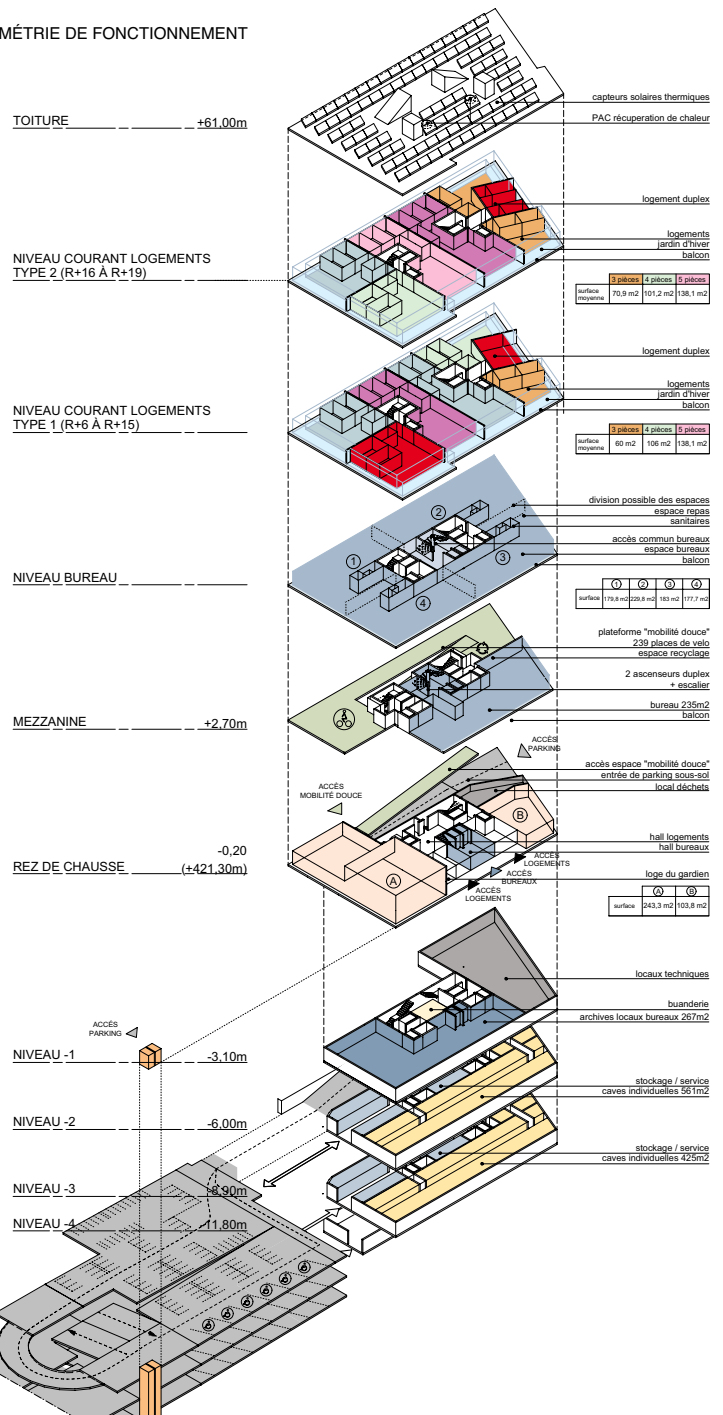 MÉTRIE DE FONCTIONNEMENT
TOITURE +61,00m
capteurs solaires thermiques
PAC récuperation de chaleur
logement duplex
logements
jardin d'hiver
balcon
NIVEAU COURANT LOGEMENTS
TYPE 2 (R+16 À R+19)
3 pièces 4 pièces 5 pièces
surface moyenne 70,9 m2 101,2 m2 138,1 m2
logement duplex
logements
jardin d'hiver
balcon
NIVEAU COURANT LOGEMENTS
TYPE 1 (R+6 À R+15)
3 pièces 4 pièces 5 pièces
surface moyenne 60 m2 106 m2 138,1 m2
division possible des espaces
espace repas
sanitaires
accès commun bureaux
espace bureaux
balcon
1
2
3
4
NIVEAU BUREAU
1 2 3 4
surface 179,8 m2 229,8 m2 183 m2 177,7 m2
plateforme "mobilité douce"
239 places de velo
espace recyclage
2 ascenseurs duplex
+ escalier
bureau 235m2
balcon
MEZZANINE +2,70m
ACCÈS
PARKING
accès espace "mobilité douce"
entrée de parking sous-sol
local déchets
ACCÈS
MOBILITÉ DOUCE
B
hall logements
hall bureaux
-0,20
REZ DE CHAUSSE (+421,30m)
A
ACCÈS
LOGEMENTS
ACCÈS
BUREAUX
ACCÈS
LOGEMENTS
loge du gardien
A B
surface 243,3 m2 103,8 m2
locaux techniques
buanderie
archives locaux bureaux 267m2
ACCÈS
PARKING
NIVEAU -1 -3,10m
stockage / service
caves individuelles 561m2
NIVEAU -2 -6,00m
stockage / service
caves individuelles 425m2
NIVEAU -3 -8,90m
NIVEAU -4 -11,80m